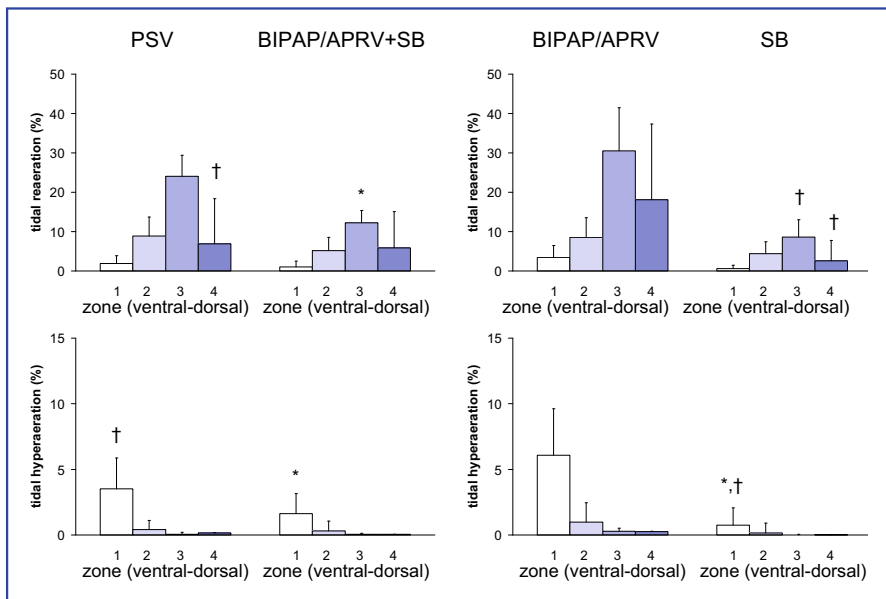 PSV BIPAP/APRV+SB BIPAP/APRV SB
tidal reaeration (%)
50
40
30
20
10
0
†
*
1 2 3 4 1 2 3 4
zone (ventral-dorsal) zone (ventral-dorsal)
tidal reaeration (%)
50
40
30
20
10
0
†
†
1 2 3 4 1 2 3 4
zone (ventral-dorsal) zone (ventral-dorsal)
tidal hyperaeration (%)
15
10
5
0
†
*
1 2 3 4 1 2 3 4
zone (ventral-dorsal) zone (ventral-dorsal)
tidal hyperaeration (%)
15
10
5
0
*,†
1 2 3 4 1 2 3 4
zone (ventral-dorsal) zone (ventral-dorsal)